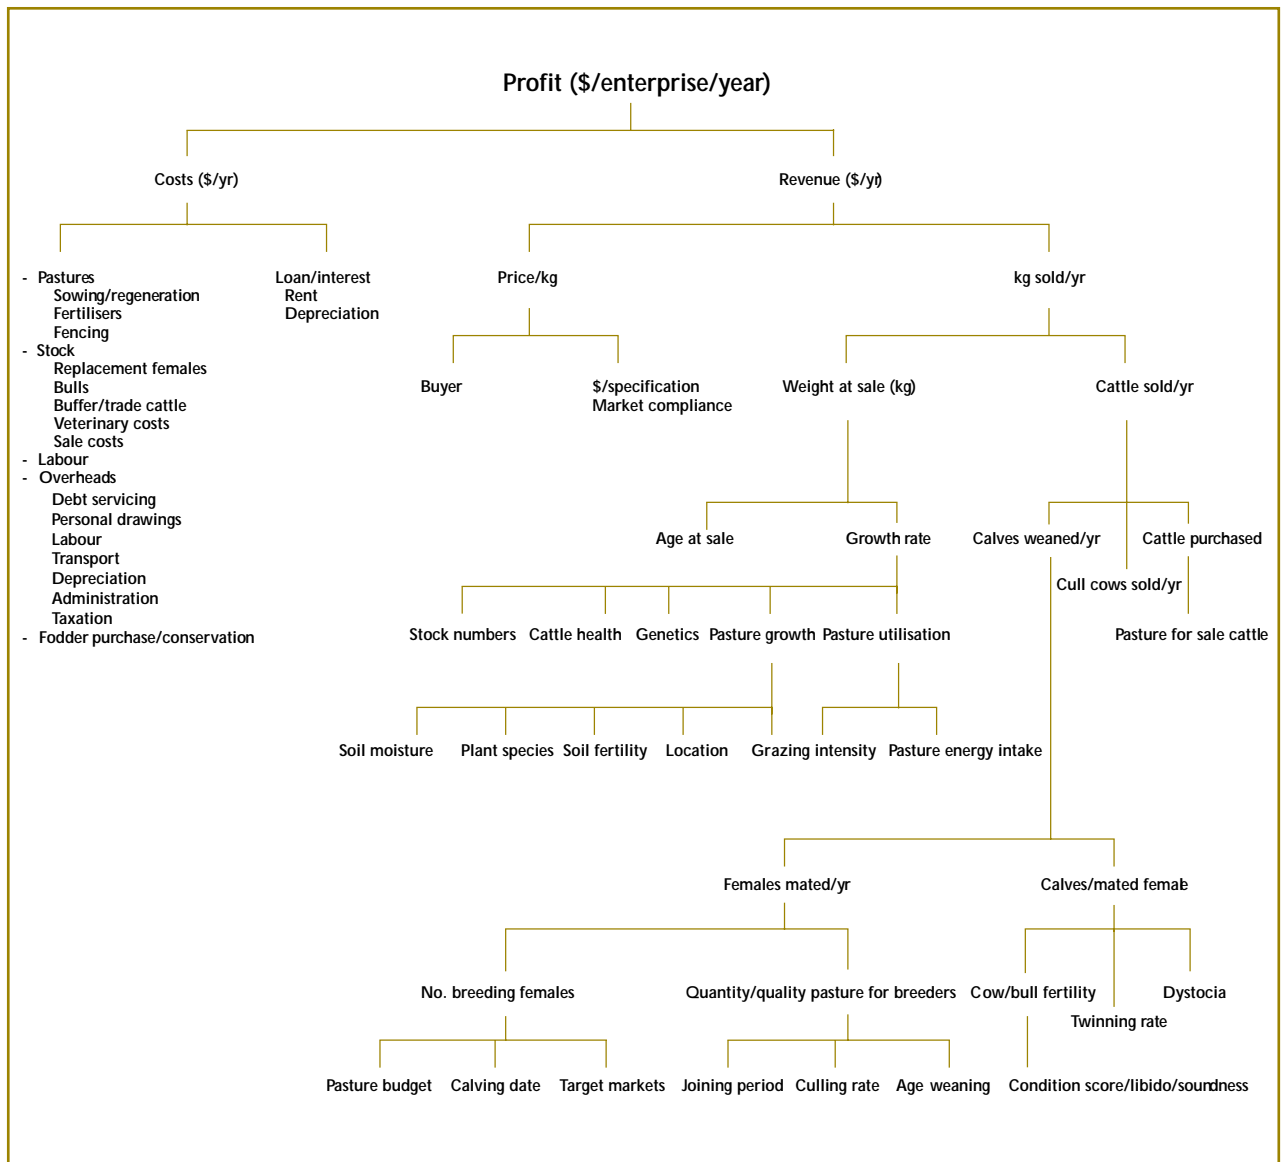 Profit ($/enterprise/year)
Costs ($/yr)
Revenue ($/yr)
- Pastures
Sowing/regeneration
Fertilisers
Fencing
- Stock
Replacement females
Bulls
Buffer/trade cattle
Veterinary costs
Sale costs
- Labour
- Overheads
Debt servicing
Personal drawings
Labour
Transport
Depreciation
Administration
Taxation
- Fodder purchase/conservation
Loan/interest
Rent
Depreciation
Price/kg
kg sold/yr
Buyer
$/specification
Market compliance
Weight at sale (kg)
Cattle sold/yr
Age at sale
Growth rate
Calves weaned/yr
Cattle purchased
Cull cows sold/yr
Stock numbers
Cattle health
Genetics
Pasture growth
Pasture utilisation
Pasture for sale cattle
Soil moisture
Plant species
Soil fertility
Location
Grazing intensity
Pasture energy intake
Females mated/yr
Calves/mated female
No. breeding females
Quantity/quality pasture for breeders
Cow/bull fertility
Dystocia
Twinning rate
Pasture budget
Calving date
Target markets
Joining period
Culling rate
Age weaning
Condition score/libido/soundness